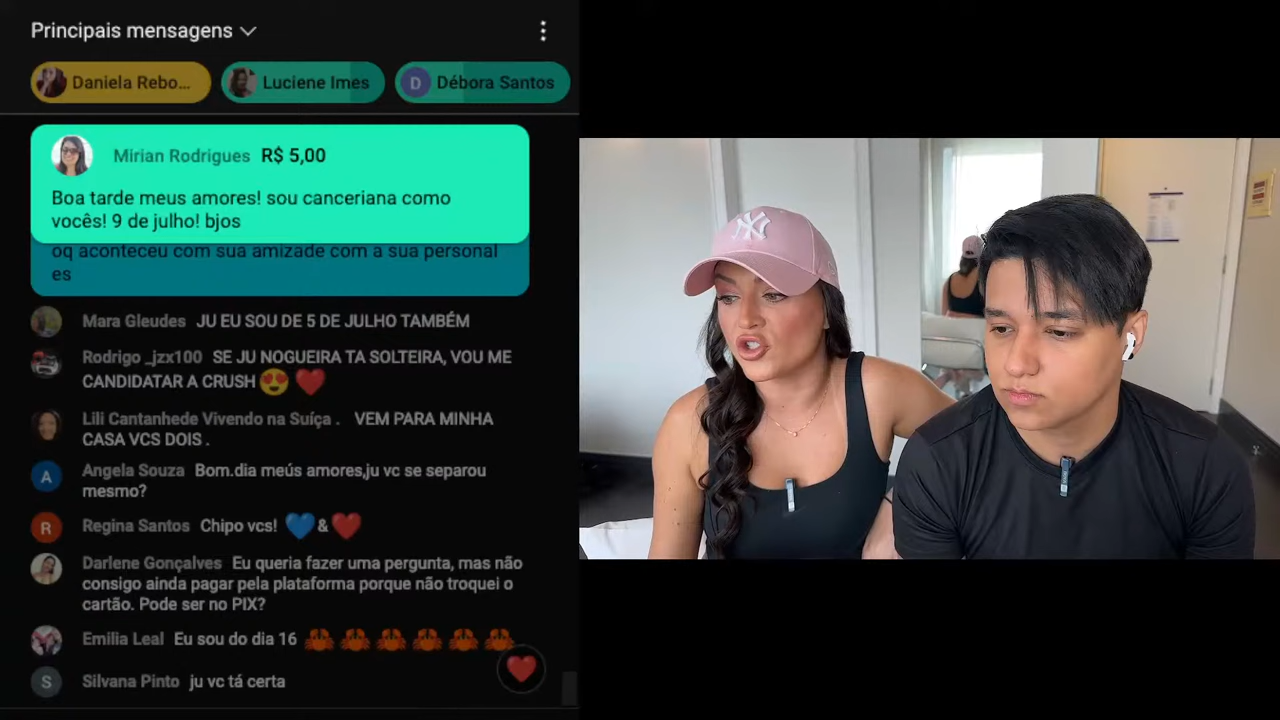 Principais mensagens
Daniela Rebo...
Luciene Imes
D Débora Santos
Mirian Rodrigues R$ 5,00
Boa tarde meus amores! sou canceriana como
vocês! 9 de julho! bjos
oq aconteceu com sua amizade com a sua personal
es
Mara Gleudes JU EU SOU DE 5 DE JULHO TAMBÉM
Rodrigo _jzx100 SE JU NOGUEIRA TA SOLTEIRA, VOU ME
CANDIDATAR A CRUSH😍 ❤️
Lili Cantanhede Vivendo na Suíça . VEM PARA MINHA
CASA VCS DOIS .
A Angela Souza Bom.dia meús amores,ju vc se separou
mesmo?
R Regina Santos Chipo vcs! 💙&❤️
Darlene Gonçalves Eu queria fazer uma pergunta, mas não
consigo ainda pagar pela plataforma porque não troquei o
cartão. Pode ser no PIX?
Emilia Leal Eu sou do dia 16 🦀🦀🦀🦀🦀🦀
S Silvana Pinto ju vc tá certa
NY